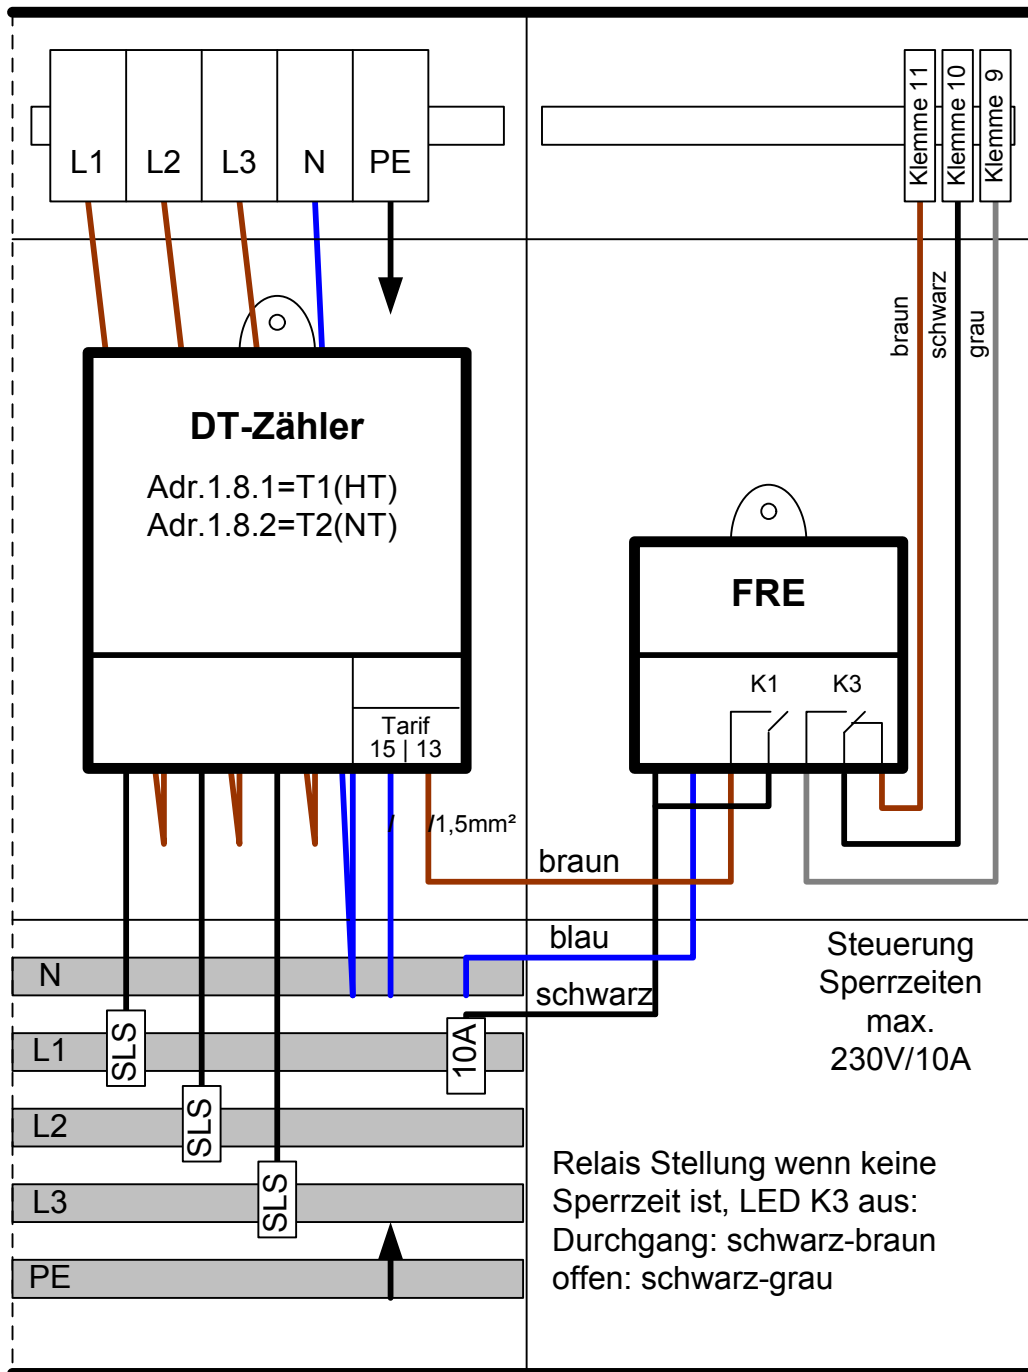 L1 L2 L3 N PE
Klemme 11
Klemme 10
Klemme 9
braun
schwarz
grau
DT-Zähler
Adr.1.8.1=T1(HT)
Adr.1.8.2=T2(NT)
Tarif
15 | 13
FRE
K1 K3
/ /1,5mm²
braun
blau
schwarz
N
L1
L2
L3
PE
SLS
SLS
SLS
10A
Steuerung
Sperrzeiten
max.
230V/10A
Relais Stellung wenn keine
Sperrzeit ist, LED K3 aus:
Durchgang: schwarz-braun
offen: schwarz-grau